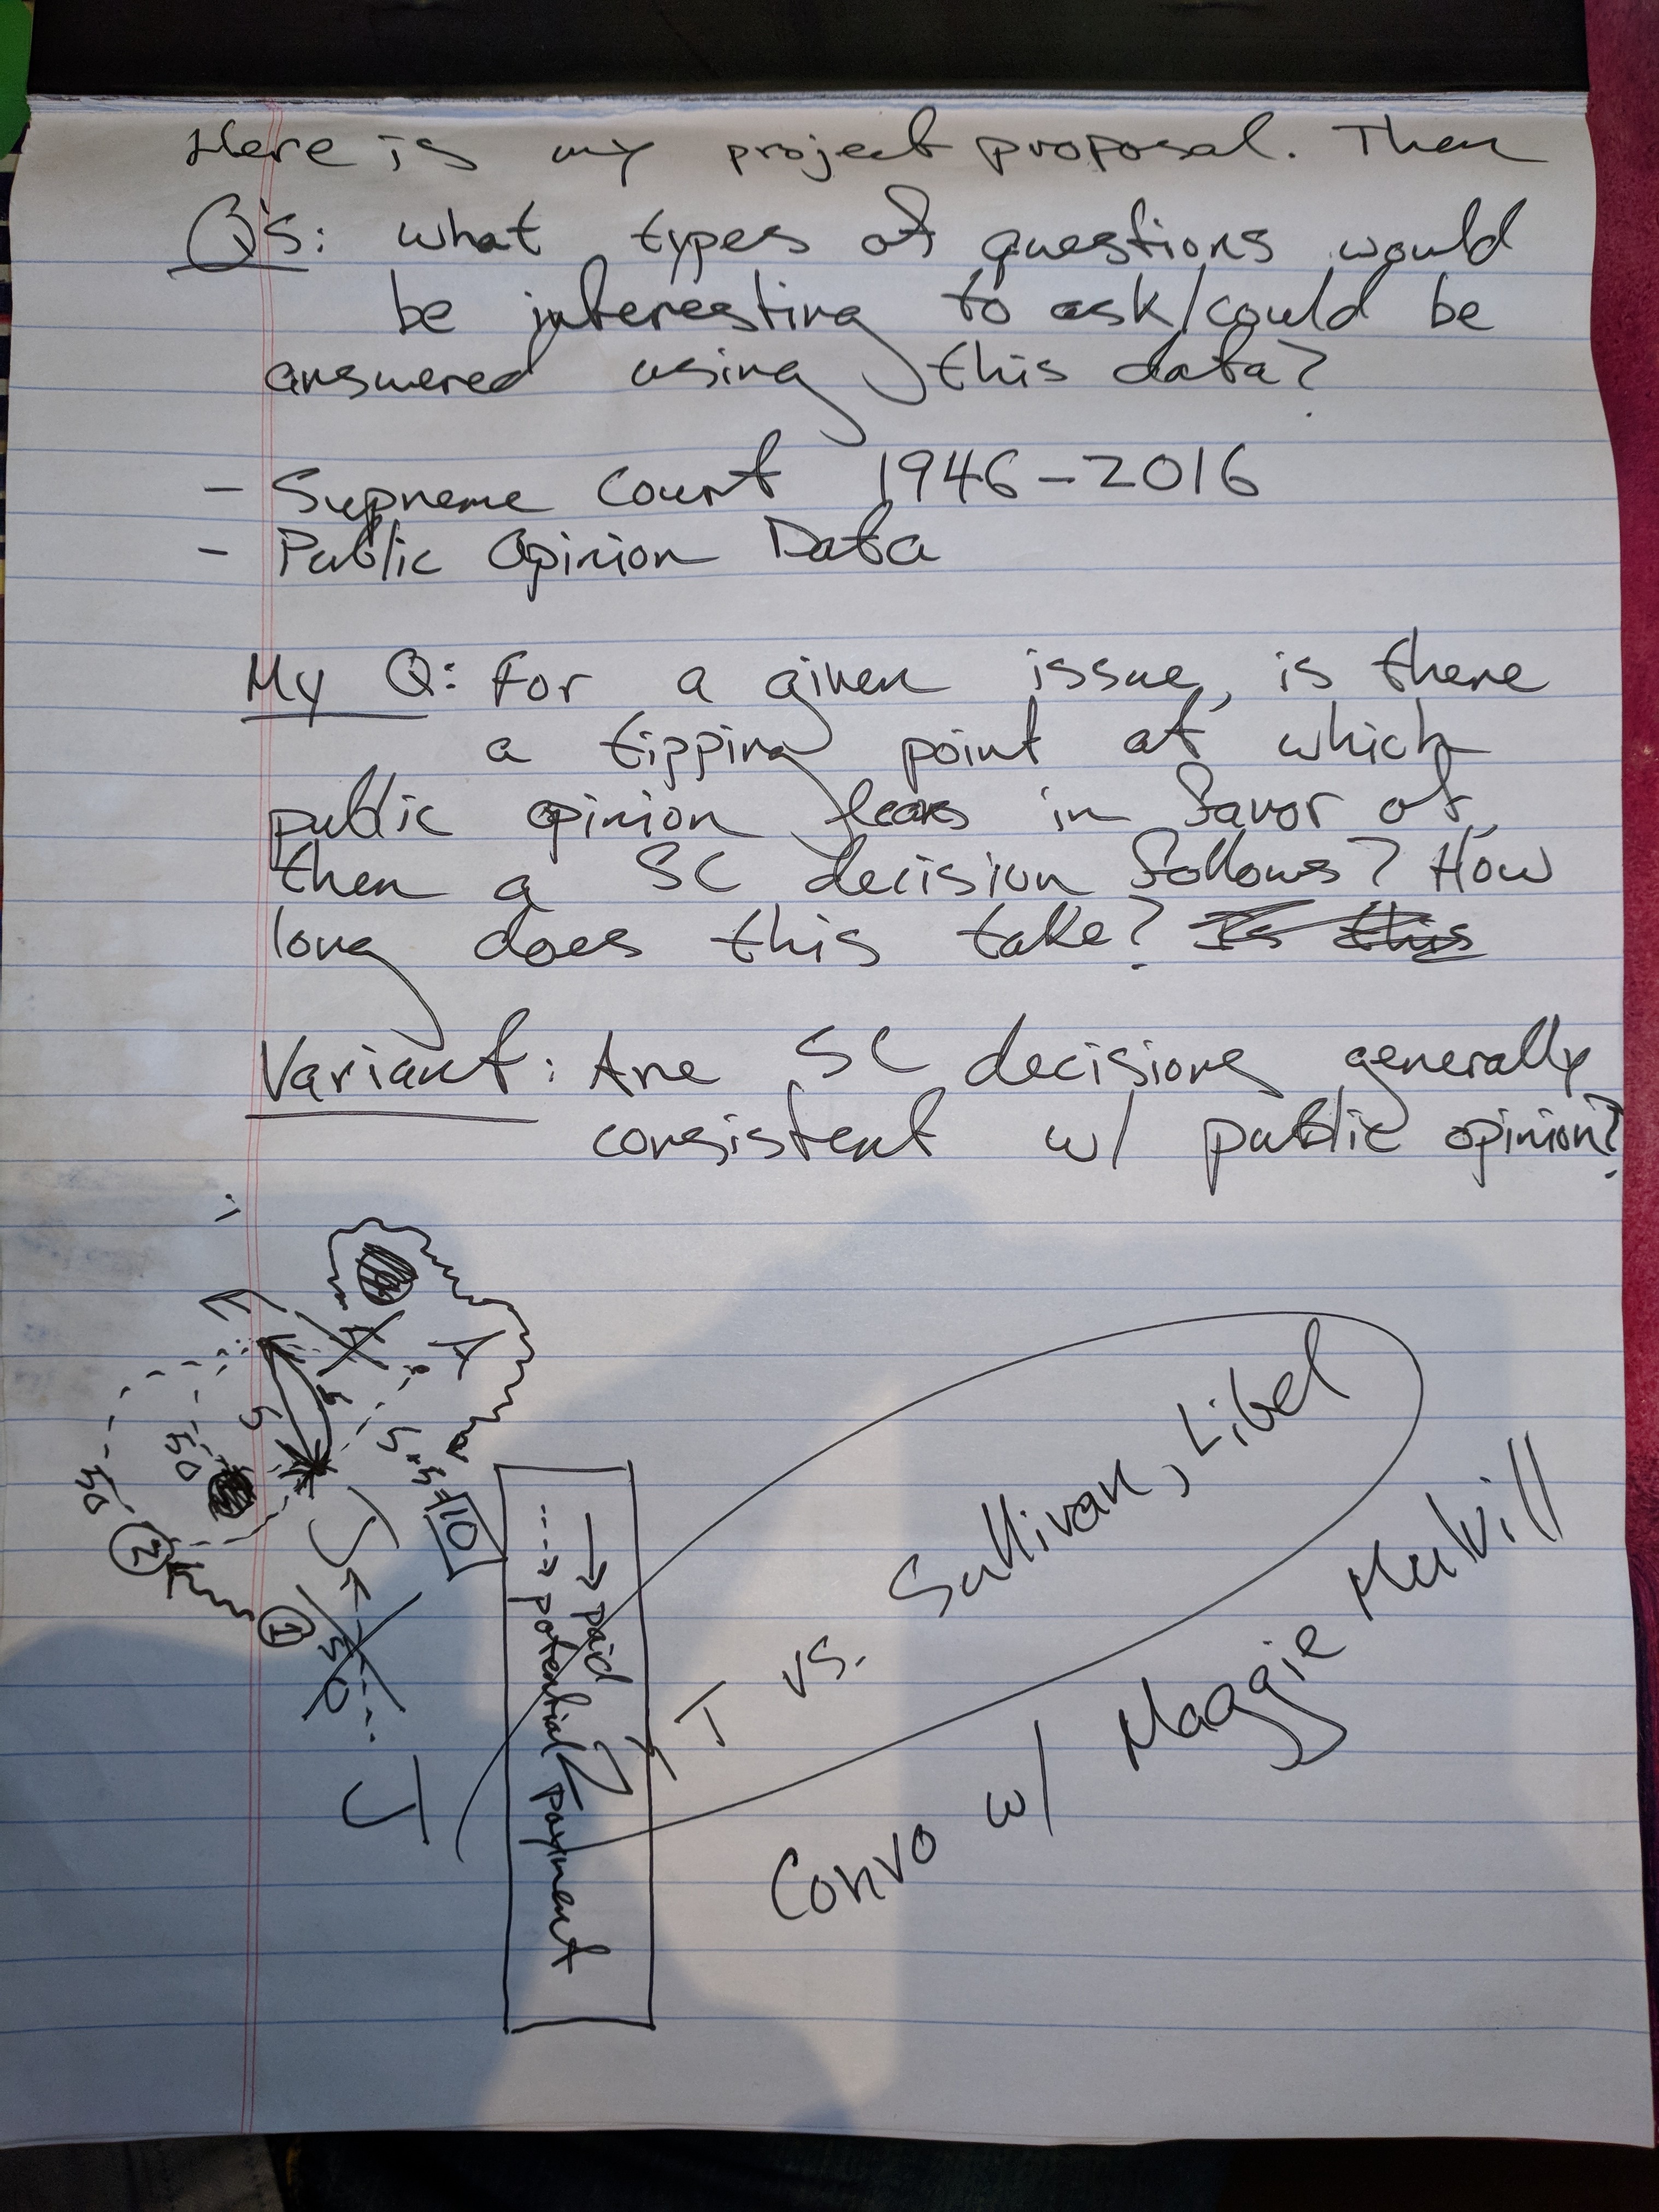 Here is my project proposal. Then
Q's: what types of questions would
be interesting to ask/could be
answered using this data?
- Supreme Court 1946-2016
- Public Opinion Data
My Q: For a given issue, is there
a tipping point at which
public opinion leans in favor of,
then a SC decision follows? How
long does this take? Is this
Variant: Are SC decisions generally
consistent w/ public opinion?
E
A
5
5
50
50
5+5=10
J
2
1
50
J
→ paid
---> potential payment
NYT vs. Sullivan, Libel
Convo w/ Maggie Mulvill